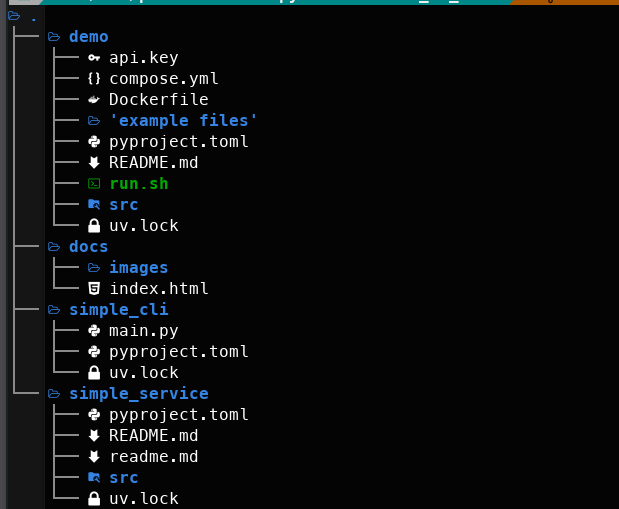 .
demo
api.key
compose.yml
Dockerfile
'example files'
pyproject.toml
README.md
run.sh
src
uv.lock
docs
images
index.html
simple_cli
main.py
pyproject.toml
uv.lock
simple_service
pyproject.toml
README.md
readme.md
src
uv.lock